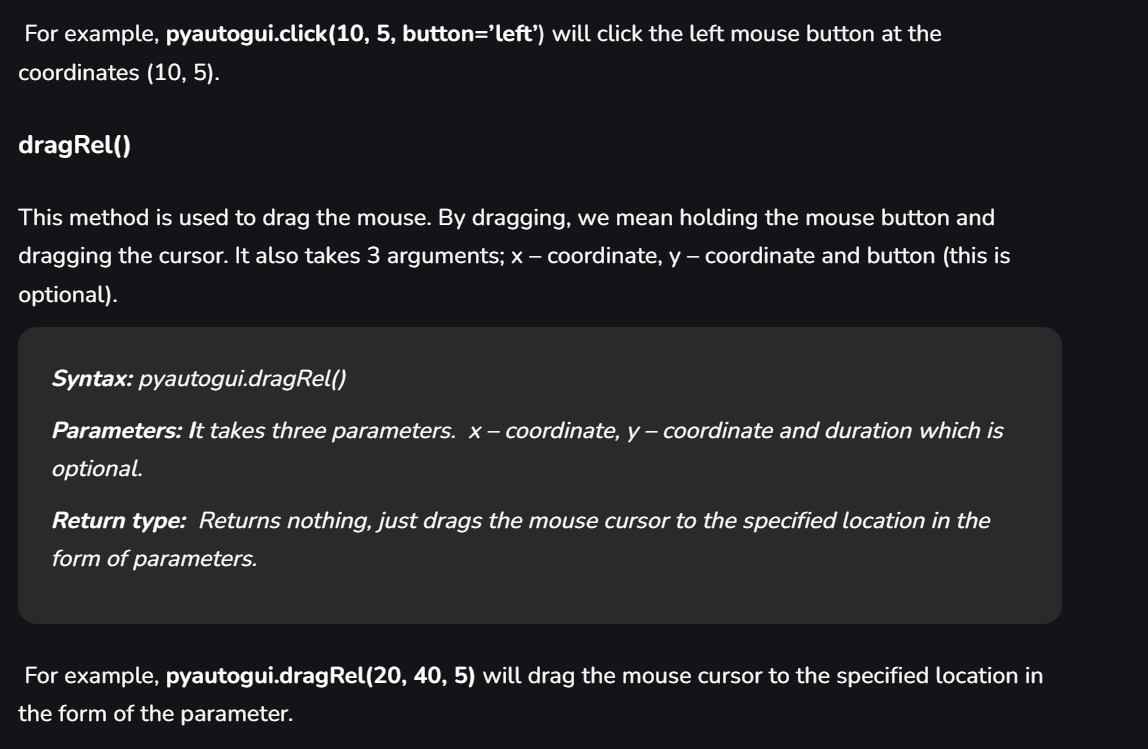 For example, pyautogui.click(10, 5, button=’left’) will click the left mouse button at the
coordinates (10, 5).
dragRel()
This method is used to drag the mouse. By dragging, we mean holding the mouse button and
dragging the cursor. It also takes 3 arguments; x – coordinate, y – coordinate and button (this is
optional).
Syntax: pyautogui.dragRel()
Parameters: It takes three parameters.  x – coordinate, y – coordinate and duration which is
optional.
Return type:  Returns nothing, just drags the mouse cursor to the specified location in the
form of parameters.
For example, pyautogui.dragRel(20, 40, 5) will drag the mouse cursor to the specified location in
the form of the parameter.